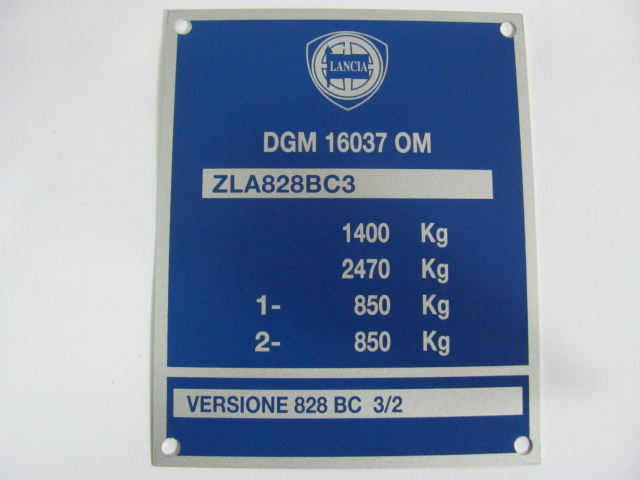 LANCIA
DGM 16037 OM
ZLA828BC3
1400 Kg
2470 Kg
1- 850 Kg
2- 850 Kg
VERSIONE 828 BC 3/2